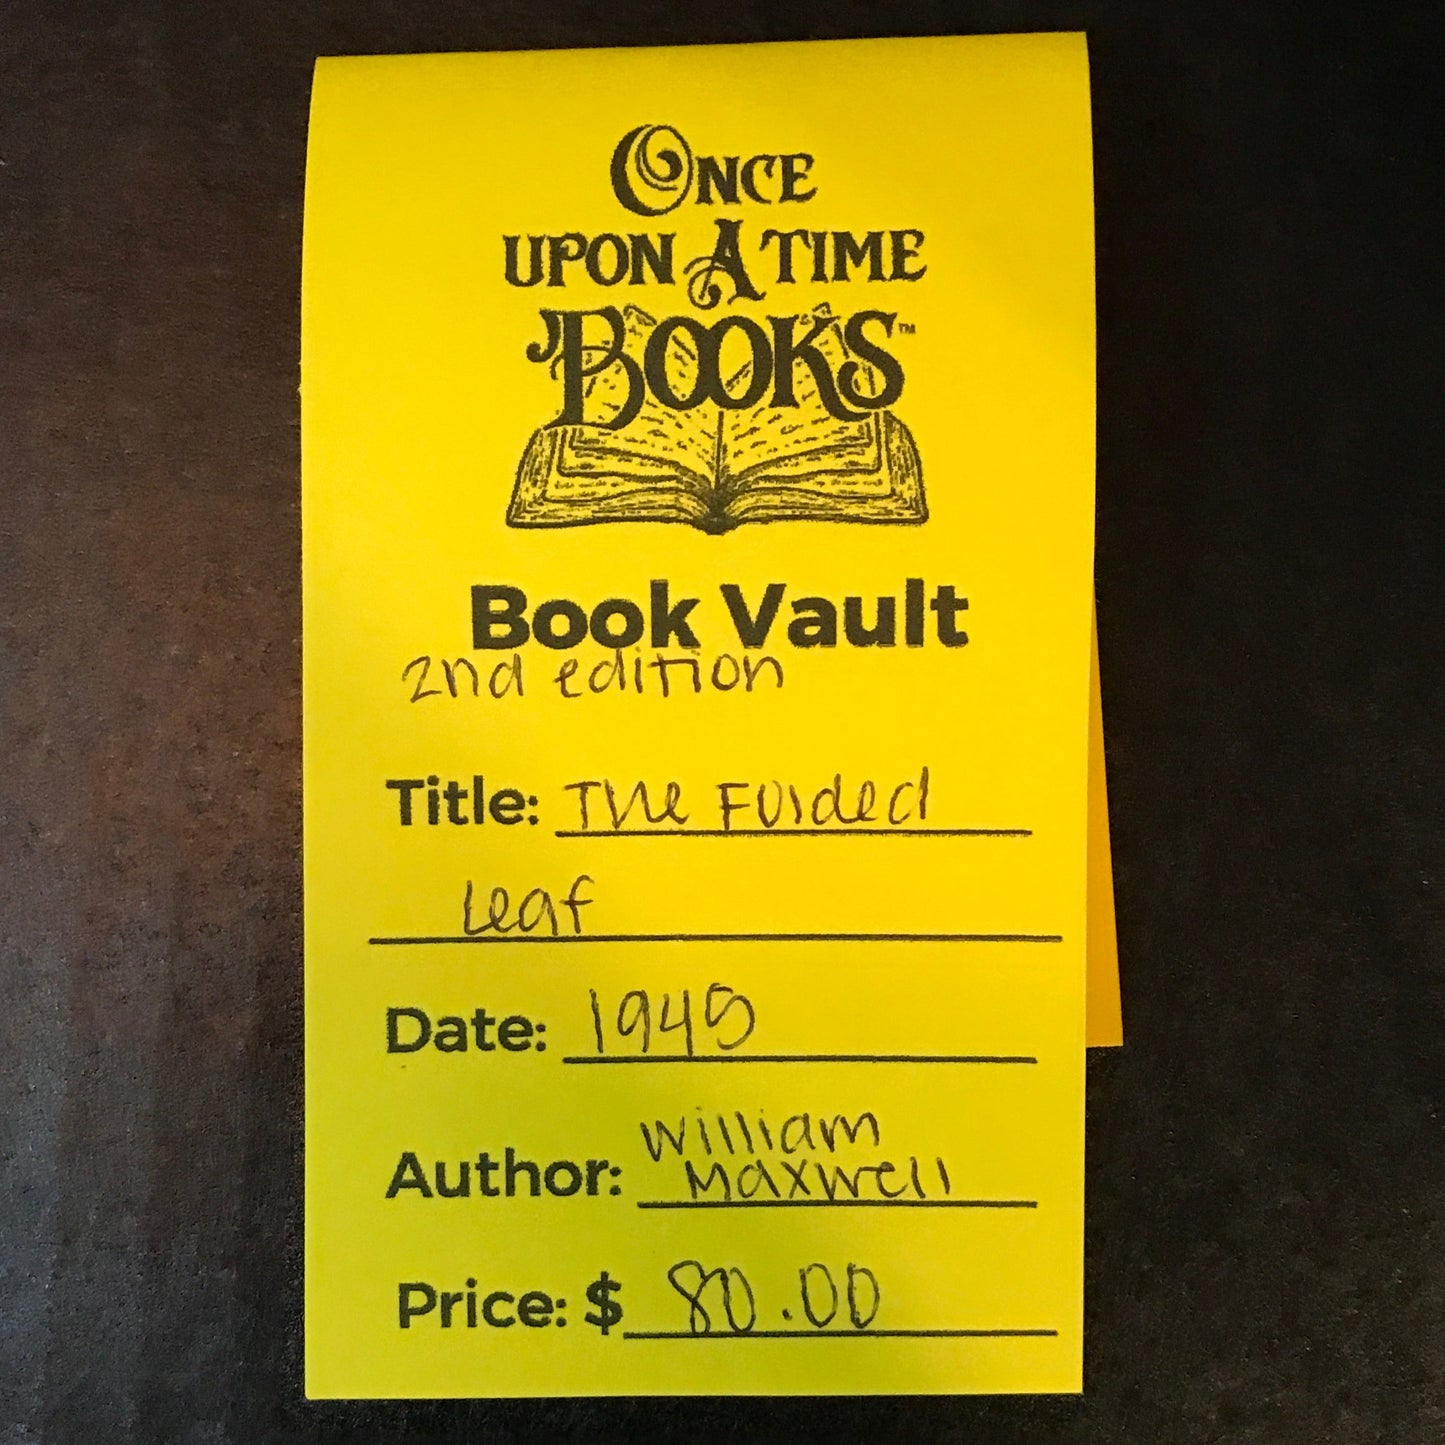 ONCE
UPON A TIME
BOOKS™
Book Vault
2nd edition
Title: The Folded
Leaf
Date: 1945
Author: William
Maxwell
Price: $ 80.00